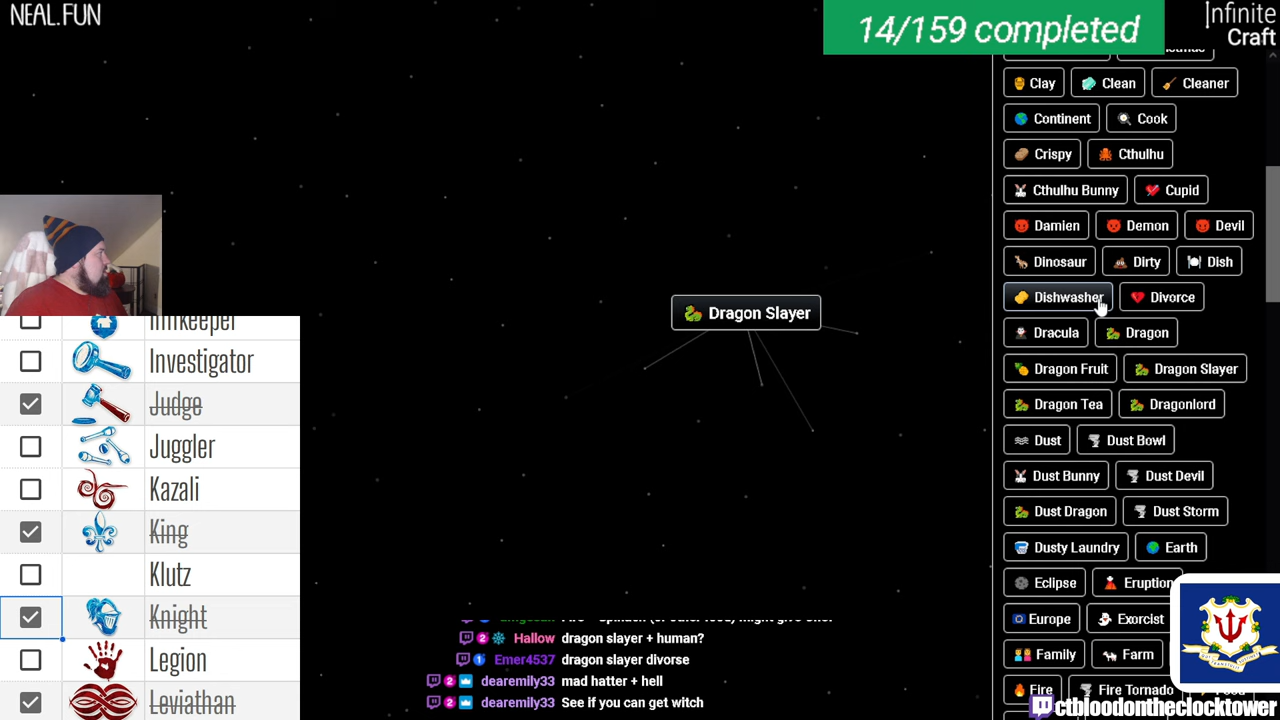 NEAL.FUN
14/159 completed
Infinite
Craft
Clay
Clean
Cleaner
Continent
Cook
Crispy
Cthulhu
Cthulhu Bunny
Cupid
Damien
Demon
Devil
Dinosaur
Dirty
Dish
Dishwasher
Divorce
Dracula
Dragon
Dragon Fruit
Dragon Slayer
Dragon Tea
Dragonlord
Dust
Dust Bowl
Dust Bunny
Dust Devil
Dust Dragon
Dust Storm
Dusty Laundry
Earth
Eclipse
Eruption
Europe
Exorcist
Family
Farm
Fire
Fire Tornado
Dragon Slayer
Innkeeper
Investigator
Judge
Juggler
Kazali
King
Klutz
Knight
Legion
Leviathan
Hallow dragon slayer + human?
Emer4537 dragon slayer divorse
dearemily33 mad hatter + hell
dearemily33 See if you can get witch
ctbloodontheclocktower